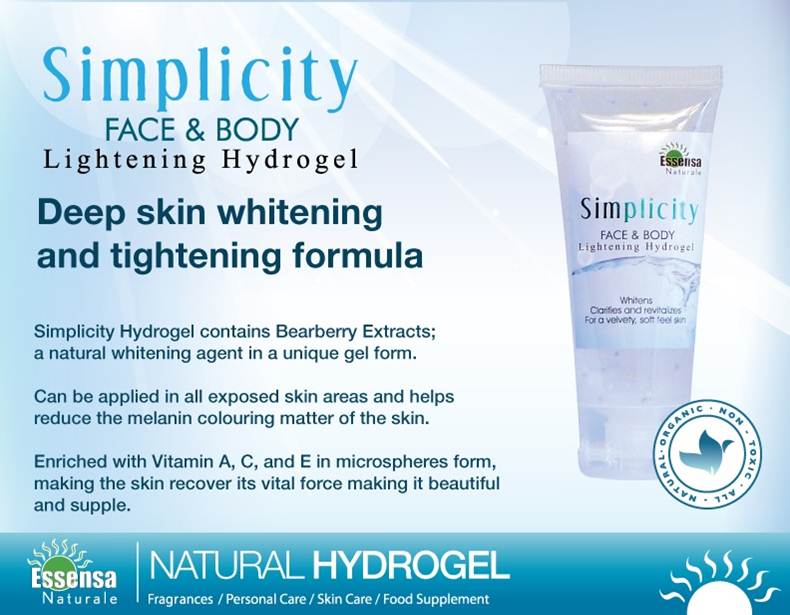 Simplicity
FACE & BODY
Lightening Hydrogel
Deep skin whitening
and tightening formula
Simplicity Hydrogel contains Bearberry Extracts;
a natural whitening agent in a unique gel form.
Can be applied in all exposed skin areas and helps
reduce the melanin colouring matter of the skin.
Enriched with Vitamin A, C, and E in microspheres form,
making the skin recover its vital force making it beautiful
and supple.
Essensa
Naturale
Simplicity
FACE & BODY
Lightening Hydrogel
Whitens
Clarifies and revitalizes
For a velvety, soft feel skin
ORGANIC · NON · TOXIC · ALL · NATURAL ·
Essensa
Naturale
NATURAL HYDROGEL
Fragrances / Personal Care / Skin Care / Food Supplement